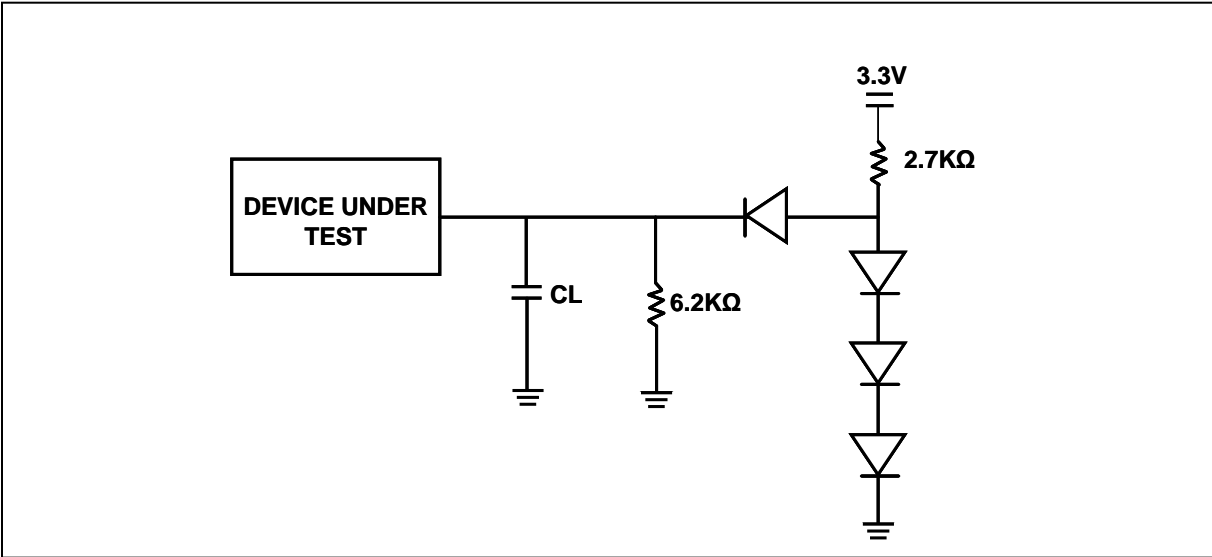 3.3V
2.7KΩ
DEVICE UNDER
TEST
CL
6.2KΩ